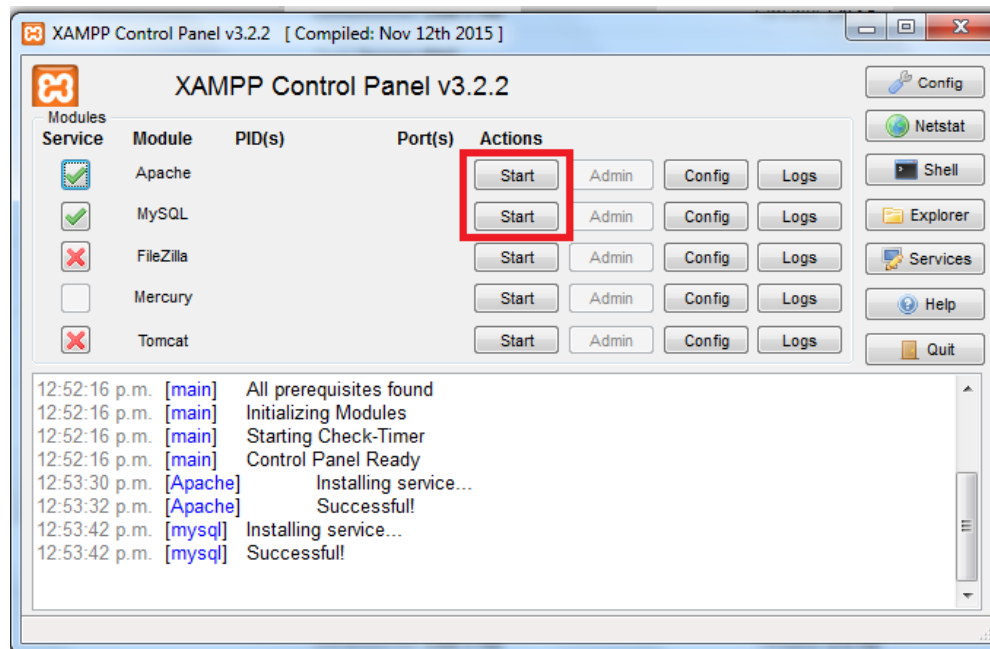 XAMPP Control Panel v3.2.2 [ Compiled: Nov 12th 2015 ]
XAMPP Control Panel v3.2.2
Config
Modules
Netstat
Service Module PID(s) Port(s) Actions
Apache Start Admin Config Logs
Shell
MySQL Start Admin Config Logs
Explorer
FileZilla Start Admin Config Logs
Services
Mercury Start Admin Config Logs
Help
Tomcat Start Admin Config Logs
Quit
12:52:16 p.m. [main] All prerequisites found
12:52:16 p.m. [main] Initializing Modules
12:52:16 p.m. [main] Starting Check-Timer
12:52:16 p.m. [main] Control Panel Ready
12:53:30 p.m. [Apache] Installing service...
12:53:32 p.m. [Apache] Successful!
12:53:42 p.m. [mysql] Installing service...
12:53:42 p.m. [mysql] Successful!